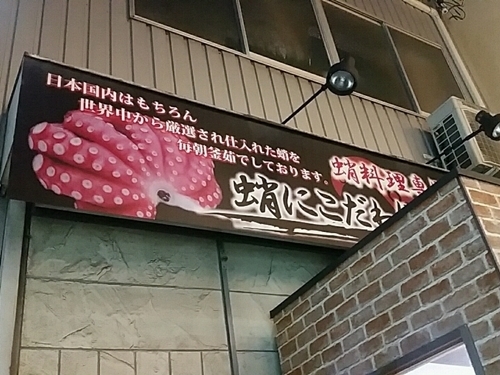 日本国内はもちろん
世界中から厳選され仕入れた蛸を
毎朝釜茹でしております。
蛸料理専
蛸にこだわ